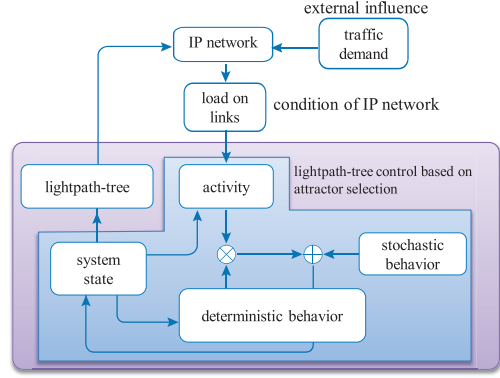 external influence
IP network
traffic
demand
load on
links
condition of IP network
lightpath-tree
activity
lightpath-tree control based on
attractor selection
system
state
stochastic
behavior
deterministic behavior